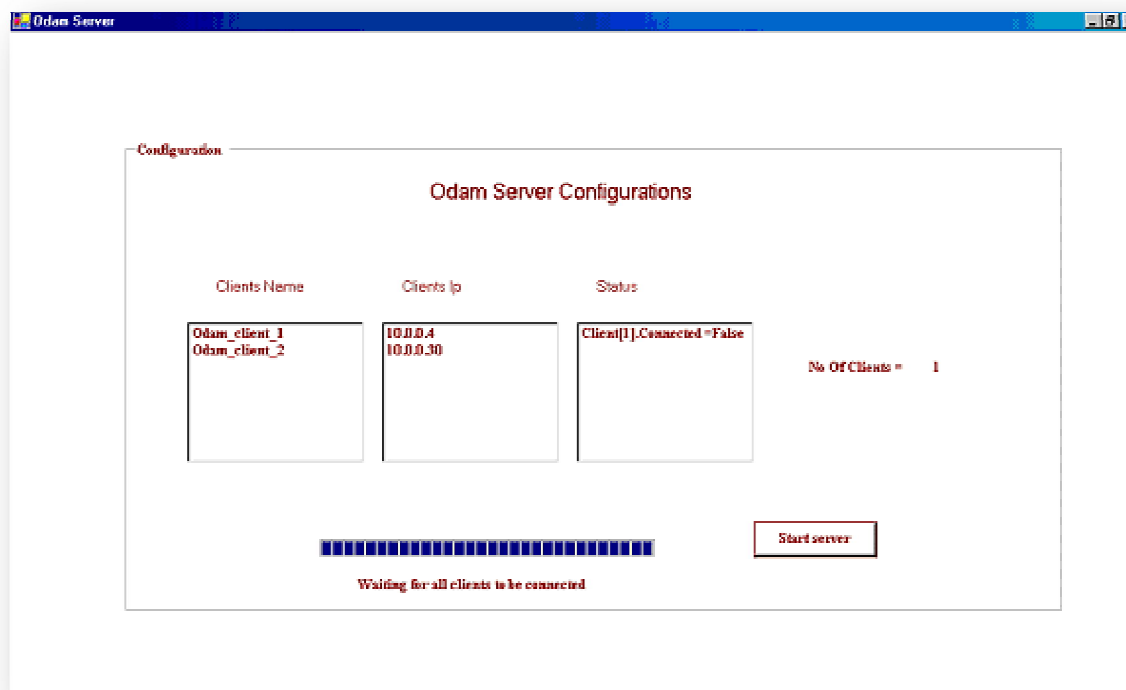 Odam Server
Configuration
Odam Server Configurations
Clients Name Clients Ip Status
Odam_client_1 10.0.0.4 Client[1].Connected =False
Odam_client_2 10.0.0.30
No Of Clients = 1
Start server
Waiting for all clients to be connected